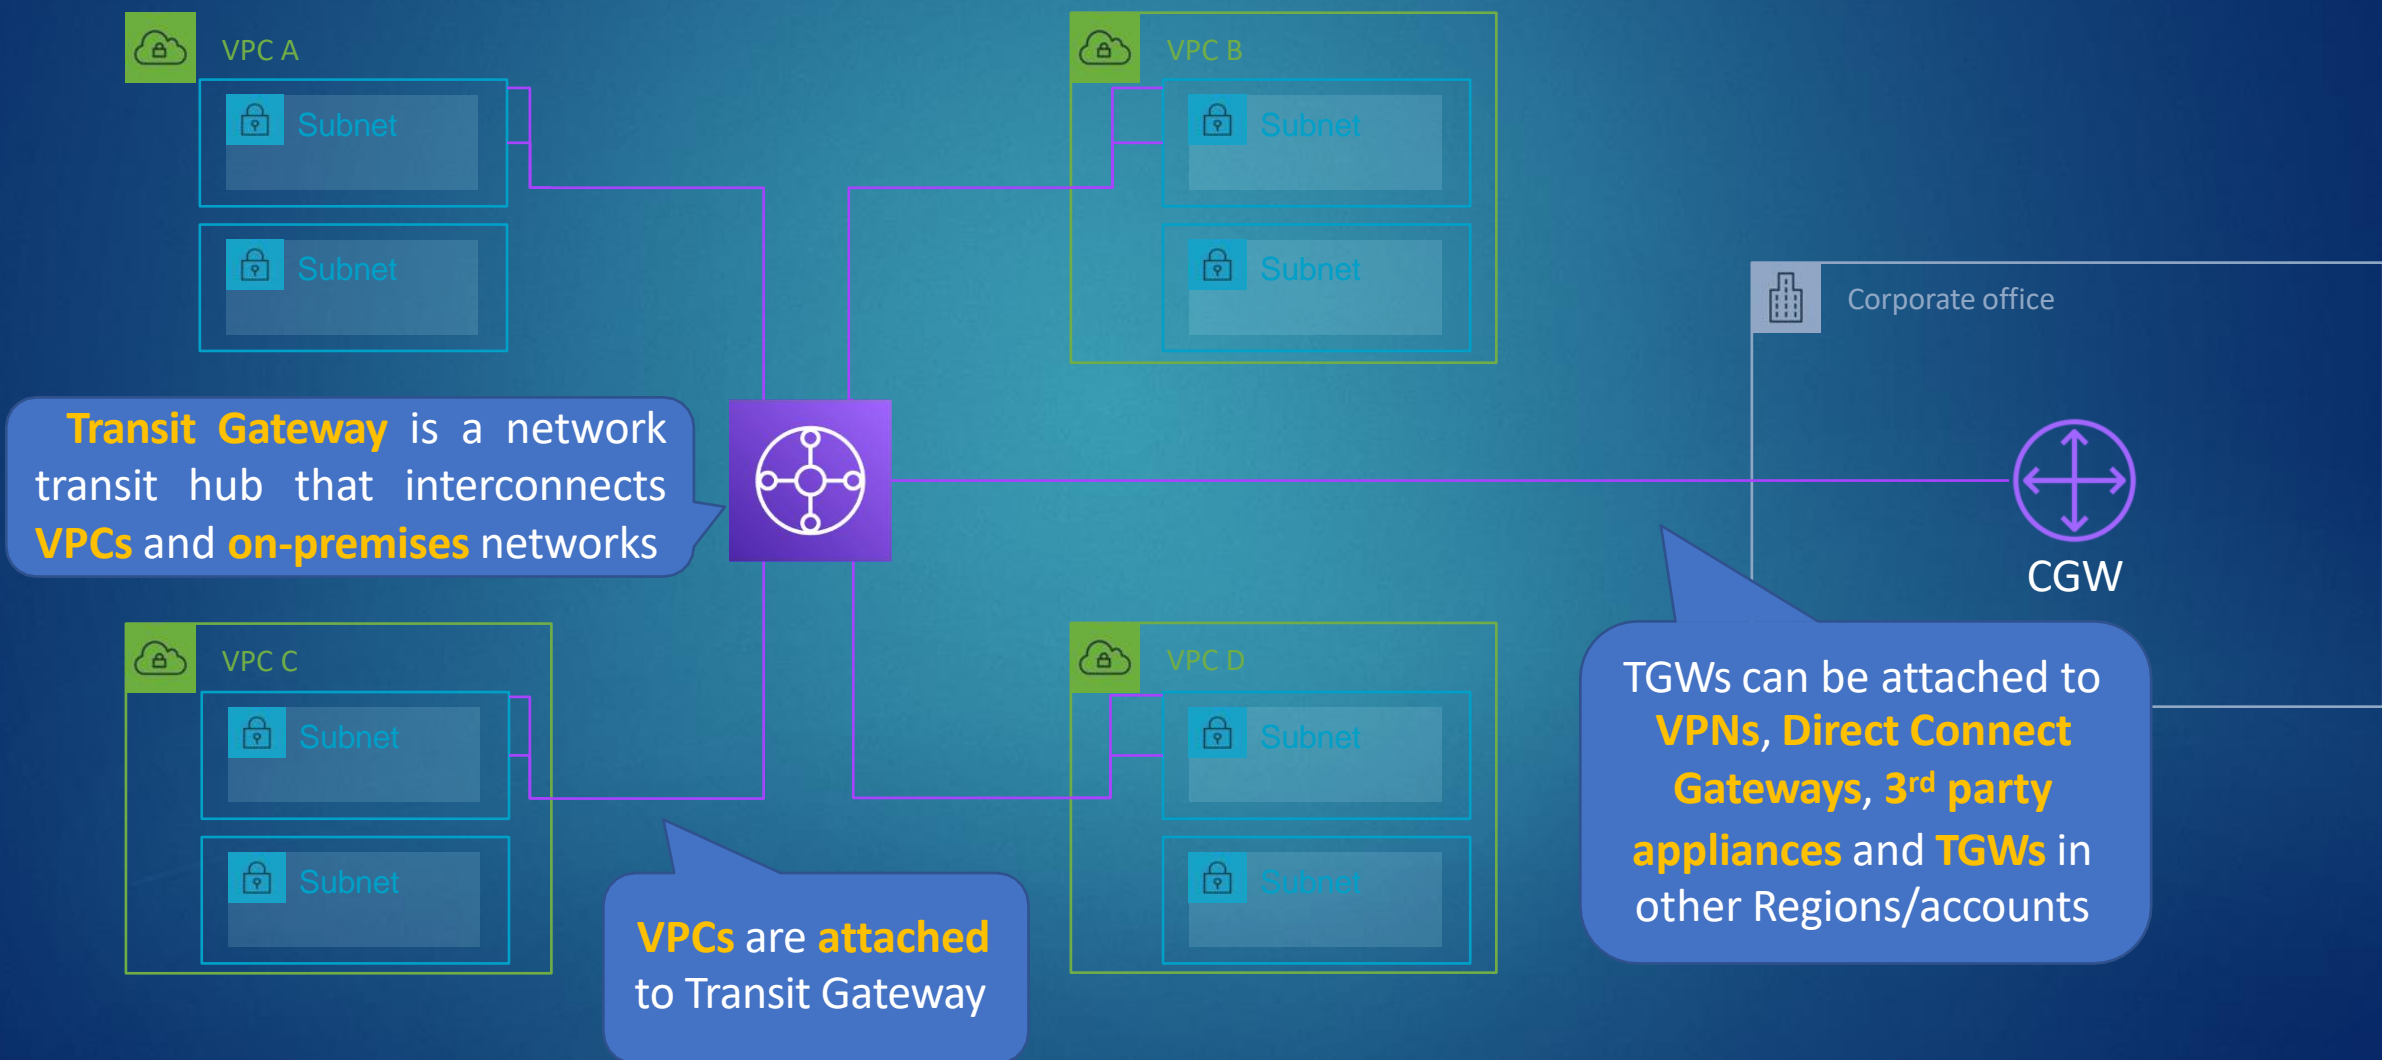 VPC A
Subnet
Subnet
VPC B
Subnet
Subnet
Corporate office
CGW
Transit Gateway is a network
transit hub that interconnects
VPCs and on-premises networks
VPC C
Subnet
Subnet
VPC D
Subnet
Subnet
VPCs are attached
to Transit Gateway
TGWs can be attached to
VPNs, Direct Connect
Gateways, 3rd party
appliances and TGWs in
other Regions/accounts